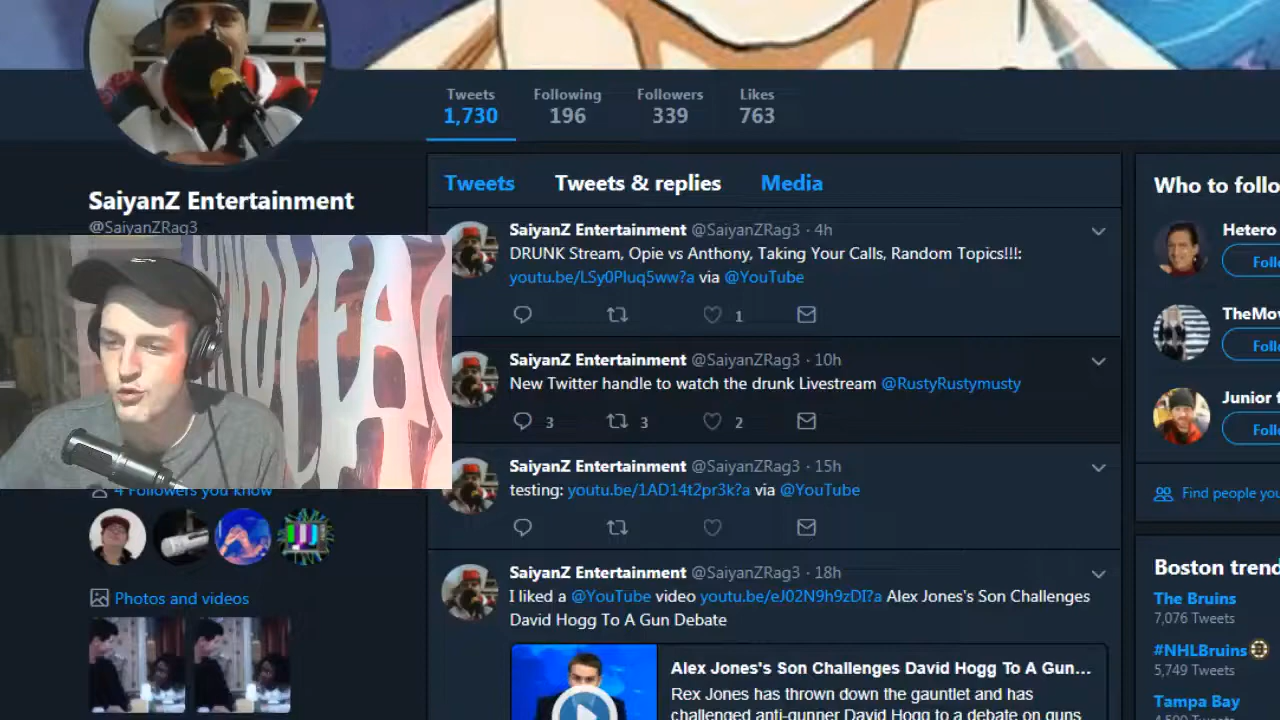 Tweets Following Followers Likes
1,730 196 339 763
SaiyanZ Entertainment
@SaiyanZRag3
4 Followers you know
Photos and videos
Tweets Tweets & replies Media
SaiyanZ Entertainment @SaiyanZRag3 · 4h
DRUNK Stream, Opie vs Anthony, Taking Your Calls, Random Topics!!!:
youtu.be/LSy0Pluq5ww?a via @YouTube
1
SaiyanZ Entertainment @SaiyanZRag3 · 10h
New Twitter handle to watch the drunk Livestream @RustyRustymusty
3 3 2
SaiyanZ Entertainment @SaiyanZRag3 · 15h
testing: youtu.be/1AD14t2pr3k?a via @YouTube
SaiyanZ Entertainment @SaiyanZRag3 · 18h
I liked a @YouTube video youtu.be/eJ02N9h9zDI?a Alex Jones's Son Challenges
David Hogg To A Gun Debate
Alex Jones's Son Challenges David Hogg To A Gun...
Rex Jones has thrown down the gauntlet and has
challenged anti-gunner David Hogg to a debate on guns
Who to follo
Hetero
Foll
TheMov
Foll
Junior f
Foll
Find people you
Boston trend
The Bruins
7,076 Tweets
#NHLBruins
5,749 Tweets
Tampa Bay